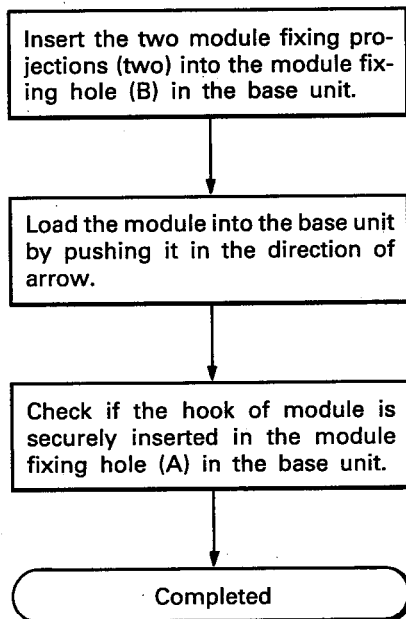 Insert the two module fixing pro-
jections (two) into the module fix-
ing hole (B) in the base unit.
Load the module into the base unit
by pushing it in the direction of
arrow.
Check if the hook of module is
securely inserted in the module
fixing hole (A) in the base unit.
Completed